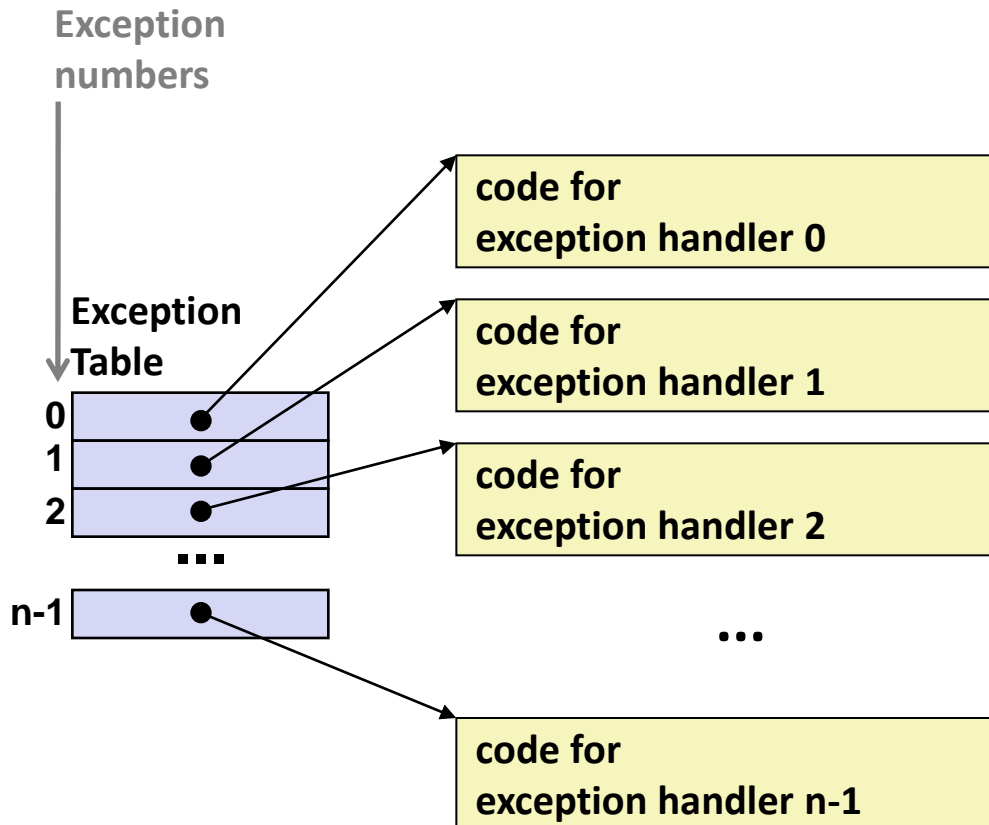 Exception
numbers
code for
exception handler 0
Exception
Table
code for
exception handler 1
0
1
2
code for
exception handler 2
...
n-1
...
code for
exception handler n-1